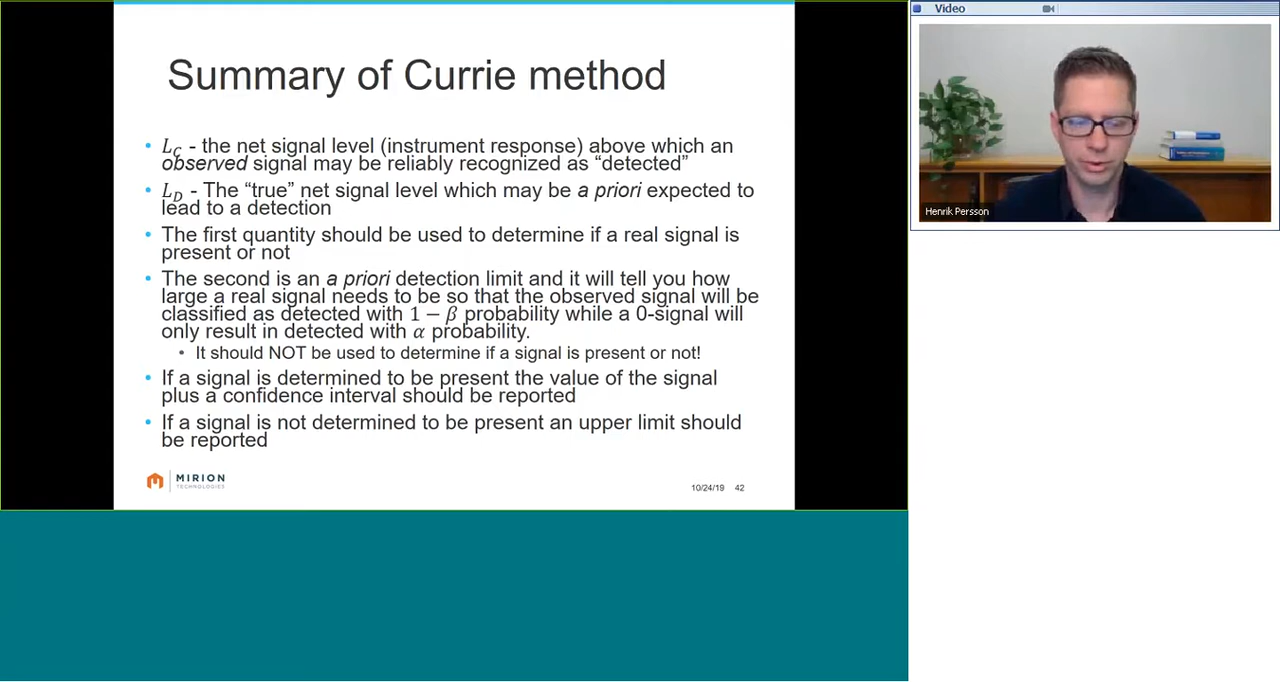 Summary of Currie method
• L_C - the net signal level (instrument response) above which an
observed signal may be reliably recognized as “detected”
• L_D - The “true” net signal level which may be a priori expected to
lead to a detection
• The first quantity should be used to determine if a real signal is
present or not
• The second is an a priori detection limit and it will tell you how
large a real signal needs to be so that the observed signal will be
classified as detected with 1 − β probability while a 0-signal will
only result in detected with α probability.
• It should NOT be used to determine if a signal is present or not!
• If a signal is determined to be present the value of the signal
plus a confidence interval should be reported
• If a signal is not determined to be present an upper limit should
be reported
MIRION
TECHNOLOGIES
10/24/19 42
Video
Henrik Persson